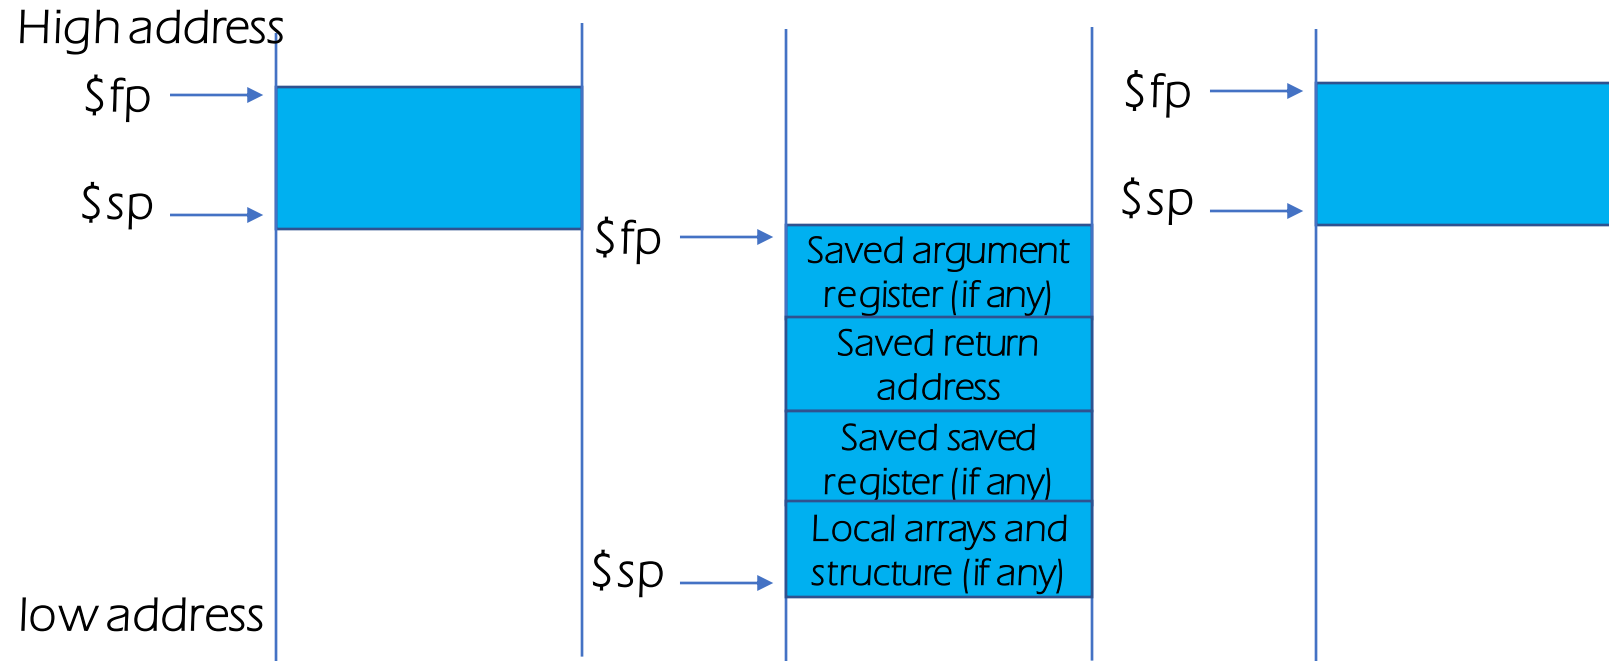 High address
$fp
$sp
$fp
Saved argument
register (if any)
Saved return
address
Saved saved
register (if any)
Local arrays and
structure (if any)
$sp
$fp
$sp
low address